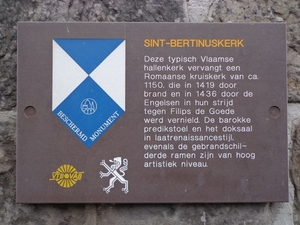 SINT-BERTINUSKERK
Deze typisch Vlaamse
hallenkerk vervangt een
Romaanse kruiskerk van ca.
1150, die in 1419 door
brand en in 1436 door de
Engelsen in hun strijd
tegen Filips de Goede
werd vernield. De barokke
predikstoel en het doksaal
in laatrenaissancestijl,
evenals de gebrandschil-
derde ramen zijn van hoog
artistiek niveau.
BESCHERMD MONUMENT
VTB-VAB